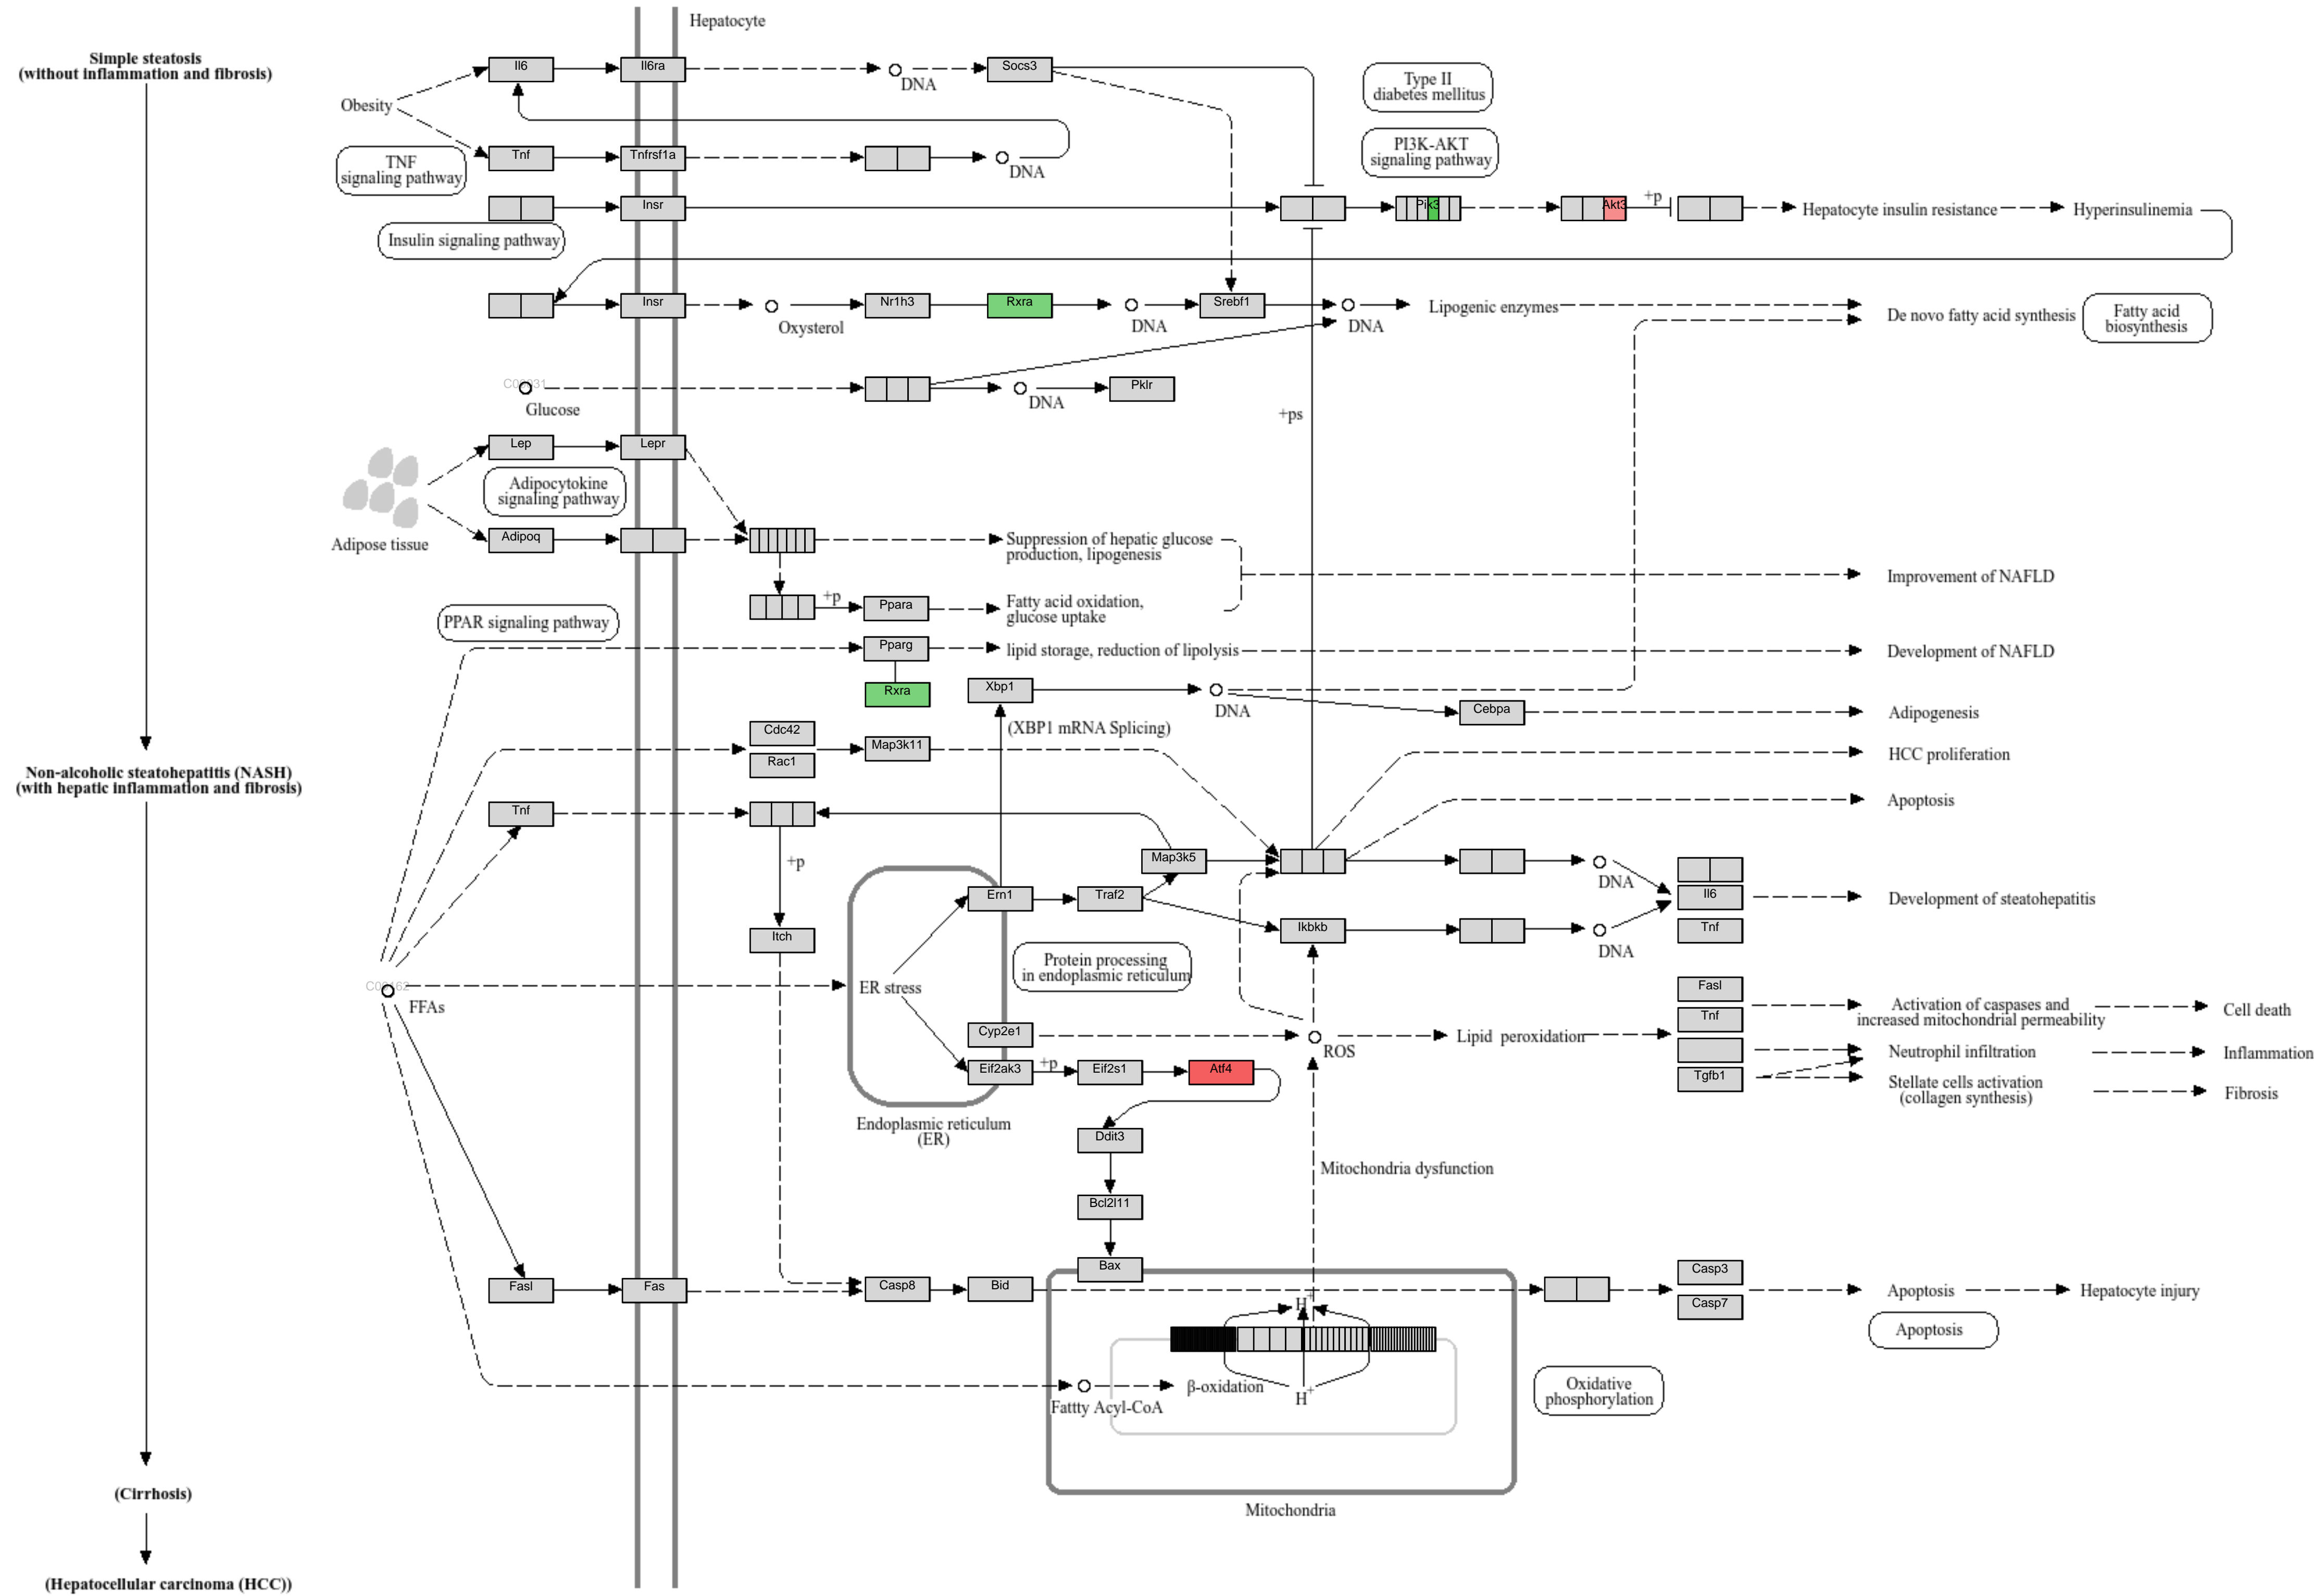 Hepatocyte
Simple steatosis
(without inflammation and fibrosis)
Il6
Il6ra
DNA
Socs3
Type II
diabetes mellitus
Obesity
TNF
signaling pathway
Tnf
Tnfrsf1a
DNA
PI3K-AKT
signaling pathway
Insr
Pik3
Akt3
+p
Hepatocyte insulin resistance
Hyperinsulinemia
Insulin signaling pathway
Insr
Oxysterol
Nr1h3
Rxra
DNA
Srebf1
DNA
Lipogenic enzymes
De novo fatty acid synthesis
Fatty acid
biosynthesis
Glucose
DNA
Pklr
+ps
Lep
Lepr
Adipocytokine
signaling pathway
Adipose tissue
Adipoq
Suppression of hepatic glucose
production, lipogenesis
Improvement of NAFLD
+p
Ppara
Fatty acid oxidation,
glucose uptake
PPAR signaling pathway
Pparg
lipid storage, reduction of lipolysis
Development of NAFLD
Rxra
Xbp1
DNA
Cebpa
Adipogenesis
(XBP1 mRNA Splicing)
Cdc42
Rac1
Map3k11
HCC proliferation
Non-alcoholic steatohepatitis (NASH)
(with hepatic inflammation and fibrosis)
Apoptosis
Tnf
+p
Map3k5
DNA
Ern1
Traf2
Il6
Development of steatohepatitis
Itch
Ikbkb
DNA
Tnf
Protein processing
in endoplasmic reticulum
ER stress
FFAs
Fasl
Activation of caspases and
increased mitochondrial permeability
Cell death
Tnf
Cyp2e1
ROS
Lipid peroxidation
Neutrophil infiltration
Inflammation
Eif2ak3
+p
Eif2s1
Atf4
Tgfb1
Stellate cells activation
(collagen synthesis)
Fibrosis
Endoplasmic reticulum
(ER)
Ddit3
Mitochondria dysfunction
Bcl2l11
Bax
Fasl
Fas
Casp8
Bid
H+
Casp3
Casp7
Apoptosis
Hepatocyte injury
Apoptosis
β-oxidation
H+
Fattty Acyl-CoA
Oxidative
phosphorylation
Mitochondria
(Cirrhosis)
(Hepatocellular carcinoma (HCC))